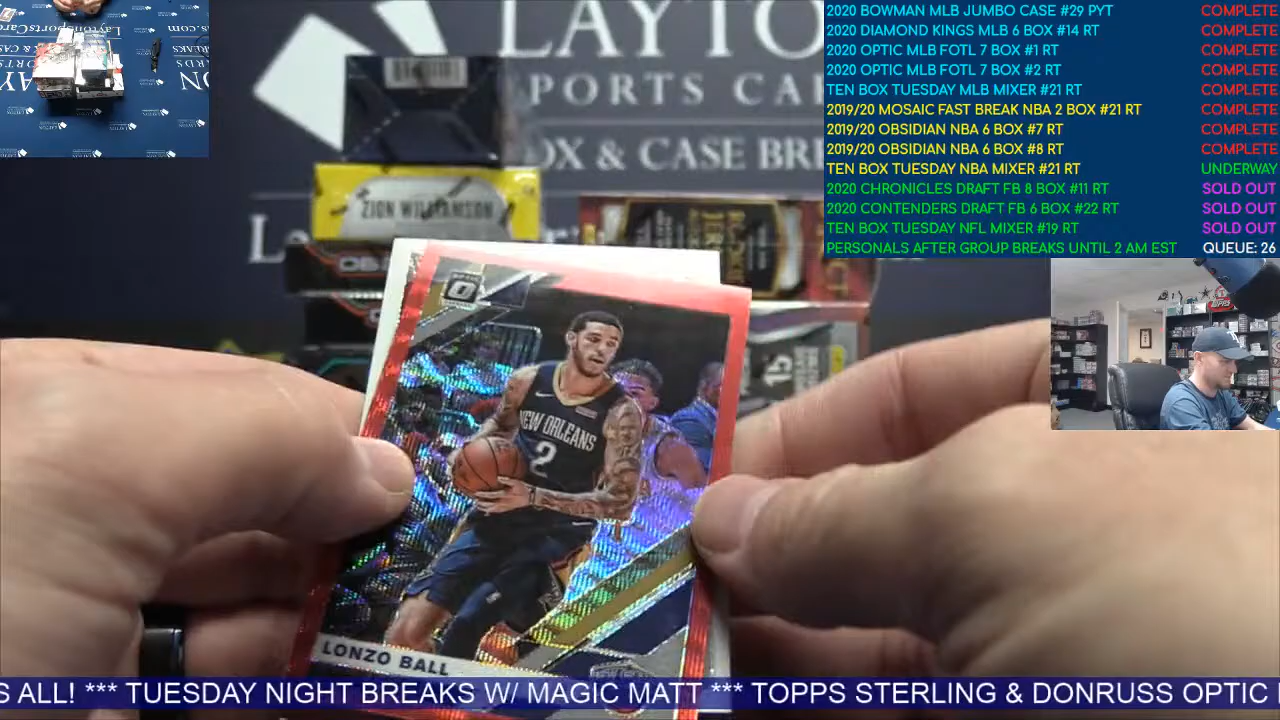 LAYTO
PORTS CA
OX & CASE BRE
ZION WILLIAMSON
15
NEW ORLEANS
2
LONZO BALL
2020 BOWMAN MLB JUMBO CASE #29 PYT COMPLETE
2020 DIAMOND KINGS MLB 6 BOX #14 RT COMPLETE
2020 OPTIC MLB FOTL 7 BOX #1 RT COMPLETE
2020 OPTIC MLB FOTL 7 BOX #2 RT COMPLETE
TEN BOX TUESDAY MLB MIXER #21 RT COMPLETE
2019/20 MOSAIC FAST BREAK NBA 2 BOX #21 RT COMPLETE
2019/20 OBSIDIAN NBA 6 BOX #7 RT COMPLETE
2019/20 OBSIDIAN NBA 6 BOX #8 RT COMPLETE
TEN BOX TUESDAY NBA MIXER #21 RT UNDERWAY
2020 CHRONICLES DRAFT FB 8 BOX #11 RT SOLD OUT
2020 CONTENDERS DRAFT FB 6 BOX #22 RT SOLD OUT
TEN BOX TUESDAY NFL MIXER #19 RT SOLD OUT
PERSONALS AFTER GROUP BREAKS UNTIL 2 AM EST QUEUE: 26
S ALL! *** TUESDAY NIGHT BREAKS W/ MAGIC MATT *** TOPPS STERLING & DONRUSS OPTIC